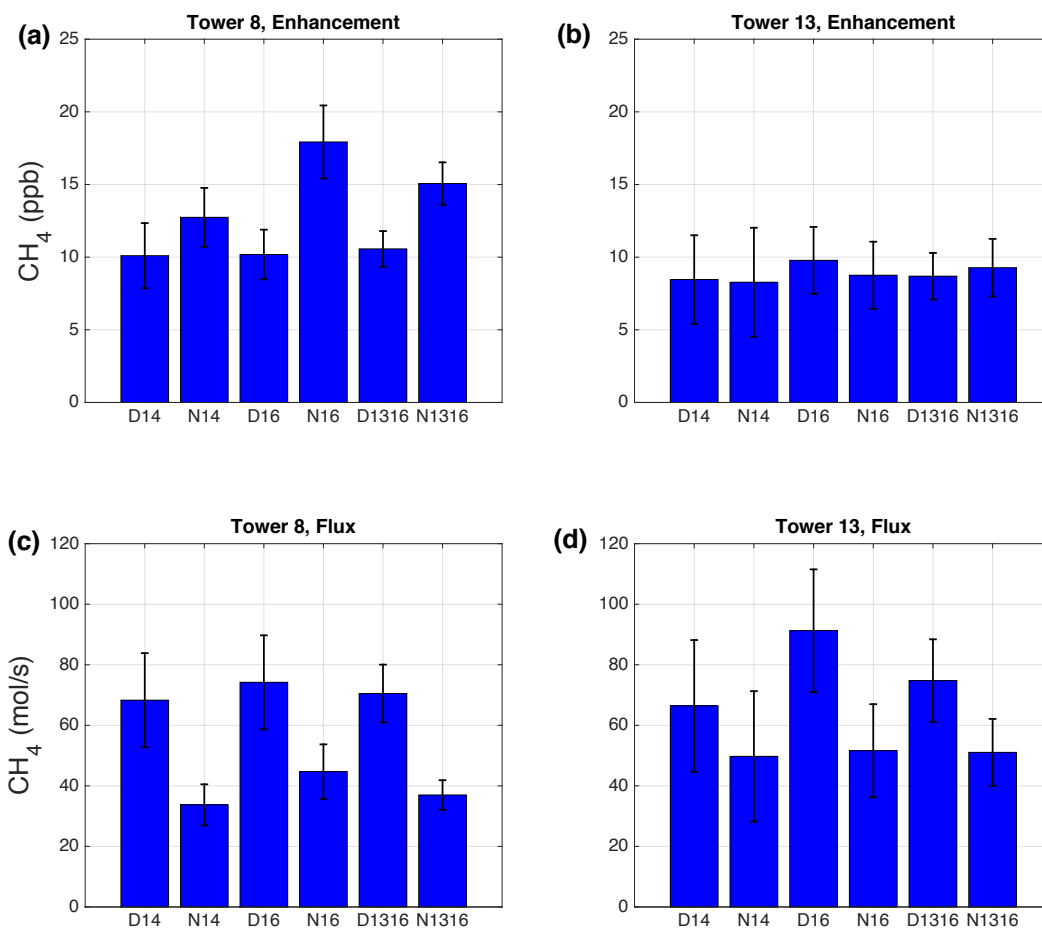 (a)
Tower 8, Enhancement
25
20
15
10
5
0
CH4 (ppb)
D14 N14 D16 N16 D1316 N1316
(b)
Tower 13, Enhancement
25
20
15
10
5
0
D14 N14 D16 N16 D1316 N1316
(c)
Tower 8, Flux
120
100
80
60
40
20
0
CH4 (mol/s)
D14 N14 D16 N16 D1316 N1316
(d)
Tower 13, Flux
120
100
80
60
40
20
0
D14 N14 D16 N16 D1316 N1316